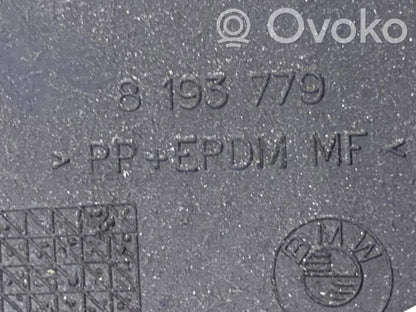 Ovoko
8 193 779
> PP+EPDM MF <
BMW